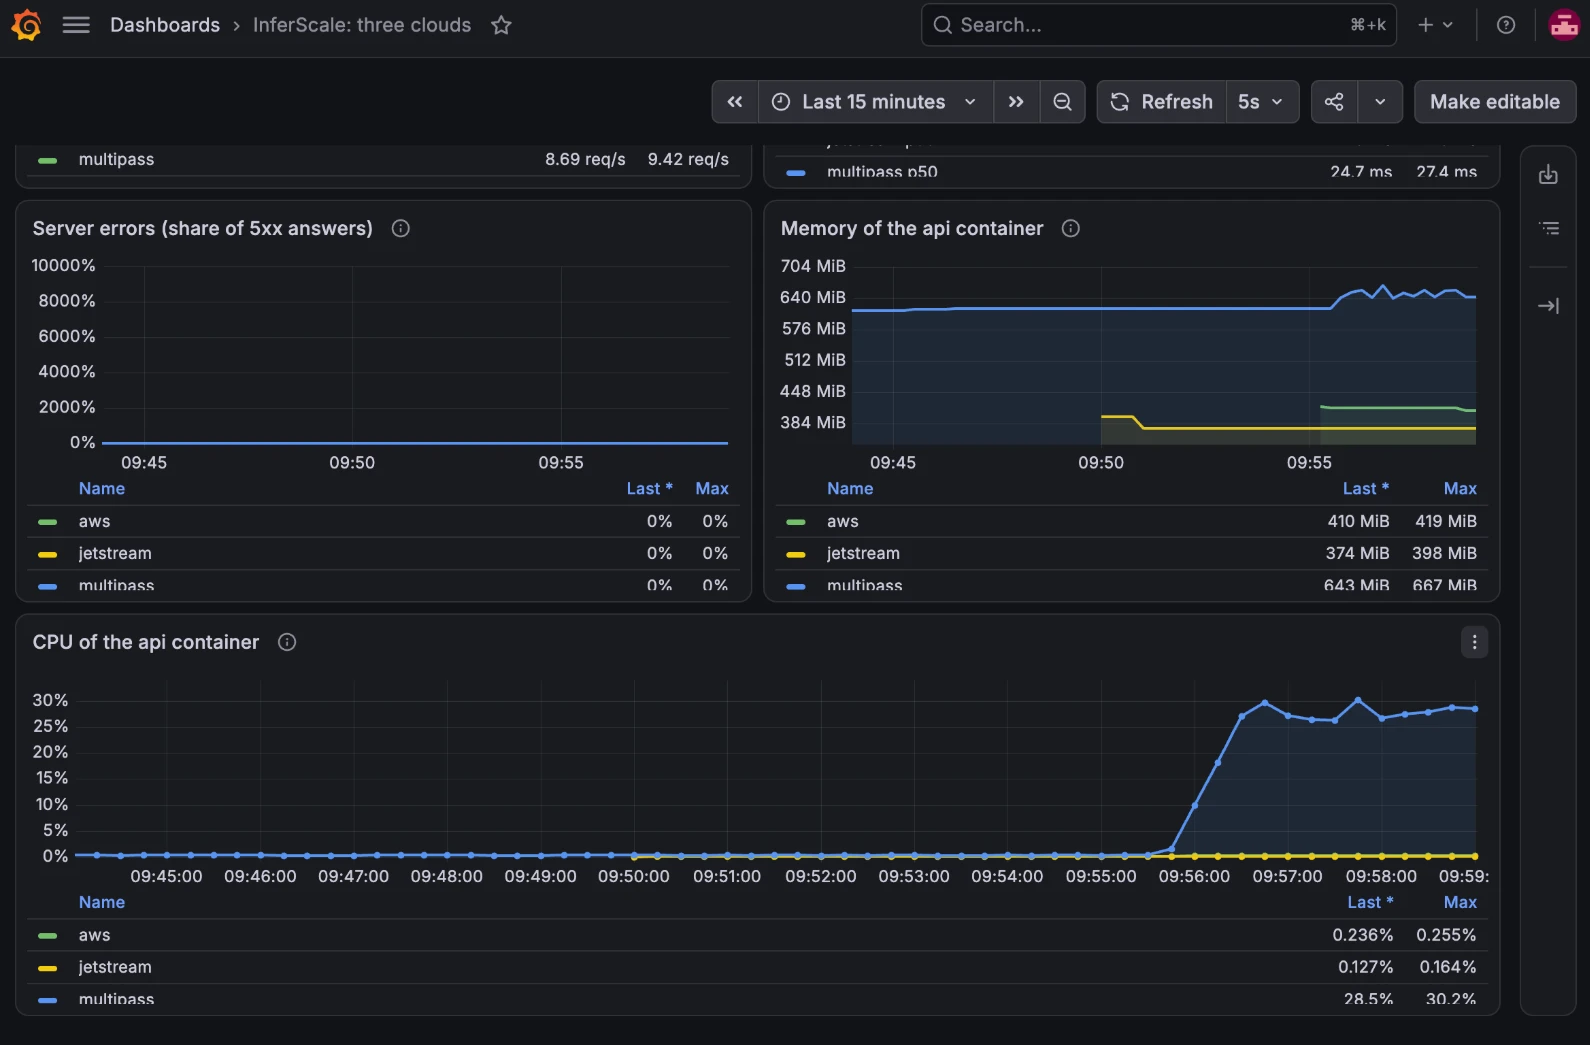 Dashboards › InferScale: three clouds
Search... ⌘+k
Last 15 minutes Refresh 5s Make editable
multipass 8.69 req/s 9.42 req/s
multipass p50 24.7 ms 27.4 ms
Server errors (share of 5xx answers)
10000%
8000%
6000%
4000%
2000%
0%
09:45 09:50 09:55
Name Last * Max
aws 0% 0%
jetstream 0% 0%
multipass 0% 0%
Memory of the api container
704 MiB
640 MiB
576 MiB
512 MiB
448 MiB
384 MiB
09:45 09:50 09:55
Name Last * Max
aws 410 MiB 419 MiB
jetstream 374 MiB 398 MiB
multipass 643 MiB 667 MiB
CPU of the api container
30%
25%
20%
15%
10%
5%
0%
09:45:00 09:46:00 09:47:00 09:48:00 09:49:00 09:50:00 09:51:00 09:52:00 09:53:00 09:54:00 09:55:00 09:56:00 09:57:00 09:58:00 09:59:
Name Last * Max
aws 0.236% 0.255%
jetstream 0.127% 0.164%
multipass 28.5% 30.2%